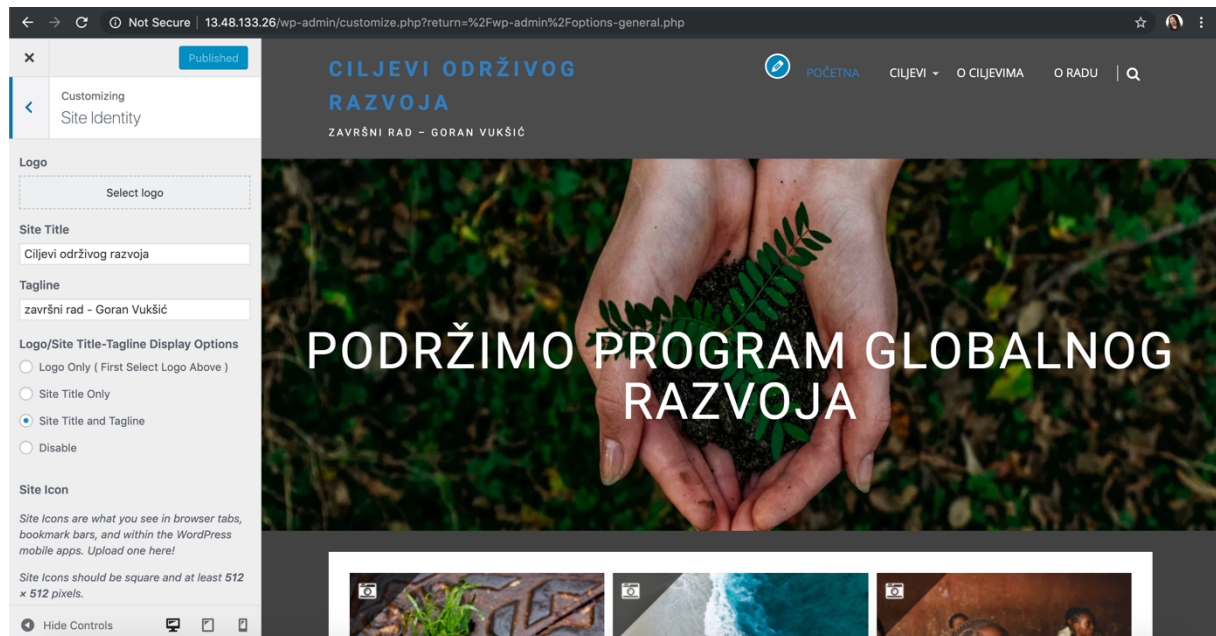 Not Secure | 13.48.133.26/wp-admin/customize.php?return=%2Fwp-admin%2Foptions-general.php
Published
Customizing
Site Identity
Logo
Select logo
Site Title
Ciljevi održivog razvoja
Tagline
završni rad - Goran Vukšić
Logo/Site Title-Tagline Display Options
Logo Only ( First Select Logo Above )
Site Title Only
Site Title and Tagline
Disable
Site Icon
Site Icons are what you see in browser tabs,
bookmark bars, and within the WordPress
mobile apps. Upload one here!
Site Icons should be square and at least 512
× 512 pixels.
Hide Controls
CILJEVI ODRŽIVOG
RAZVOJA
ZAVRŠNI RAD – GORAN VUKŠIĆ
POČETNA CILJEVI O CILJEVIMA O RADU
PODRŽIMO PROGRAM GLOBALNOG
RAZVOJA